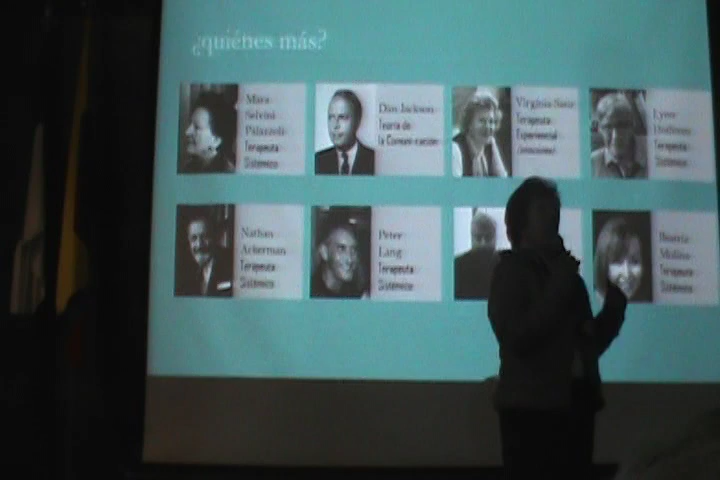 ¿quiénes más?
Mara
Selvini
Palazzoli
Terapeuta
Sistémico
Don Jackson
Teoría de
la Comunicación
Virginia Satir
Terapeuta
Experiencial
Lynn
Hoffman
Terapeuta
Sistémico
Nathan
Ackerman
Terapeuta
Sistémico
Peter
Lang
Terapeuta
Sistémico
Beatriz
Molina
Terapeuta
Sistémico